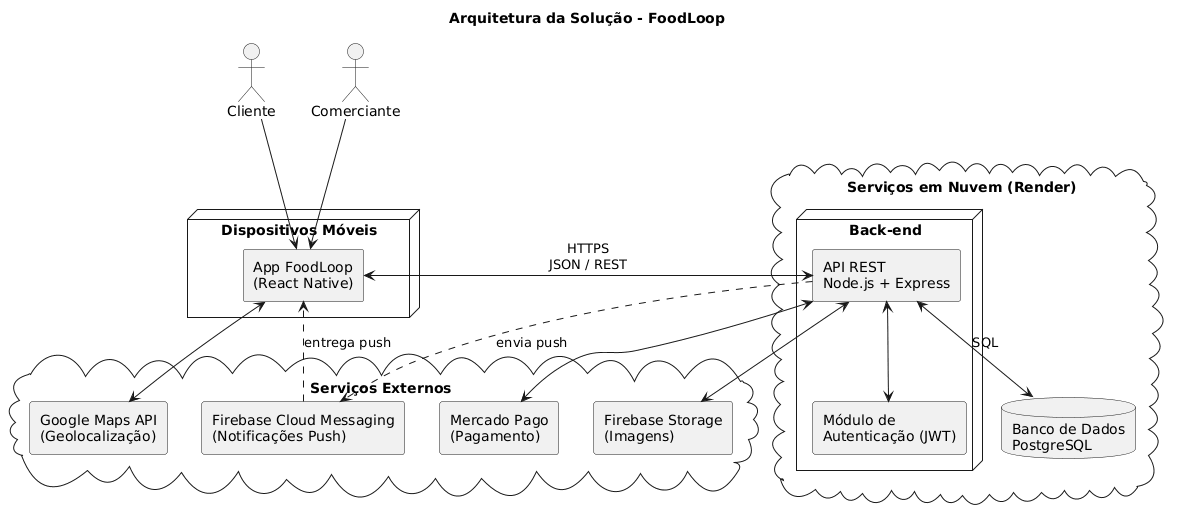 Arquitetura da Solução - FoodLoop
Cliente
Comerciante
Dispositivos Móveis
App FoodLoop
(React Native)
HTTPS
JSON / REST
Serviços em Nuvem (Render)
Back-end
API REST
Node.js + Express
entrega push
envia push
SQL
Serviços Externos
Google Maps API
(Geolocalização)
Firebase Cloud Messaging
(Notificações Push)
Mercado Pago
(Pagamento)
Firebase Storage
(Imagens)
Módulo de
Autenticação (JWT)
Banco de Dados
PostgreSQL